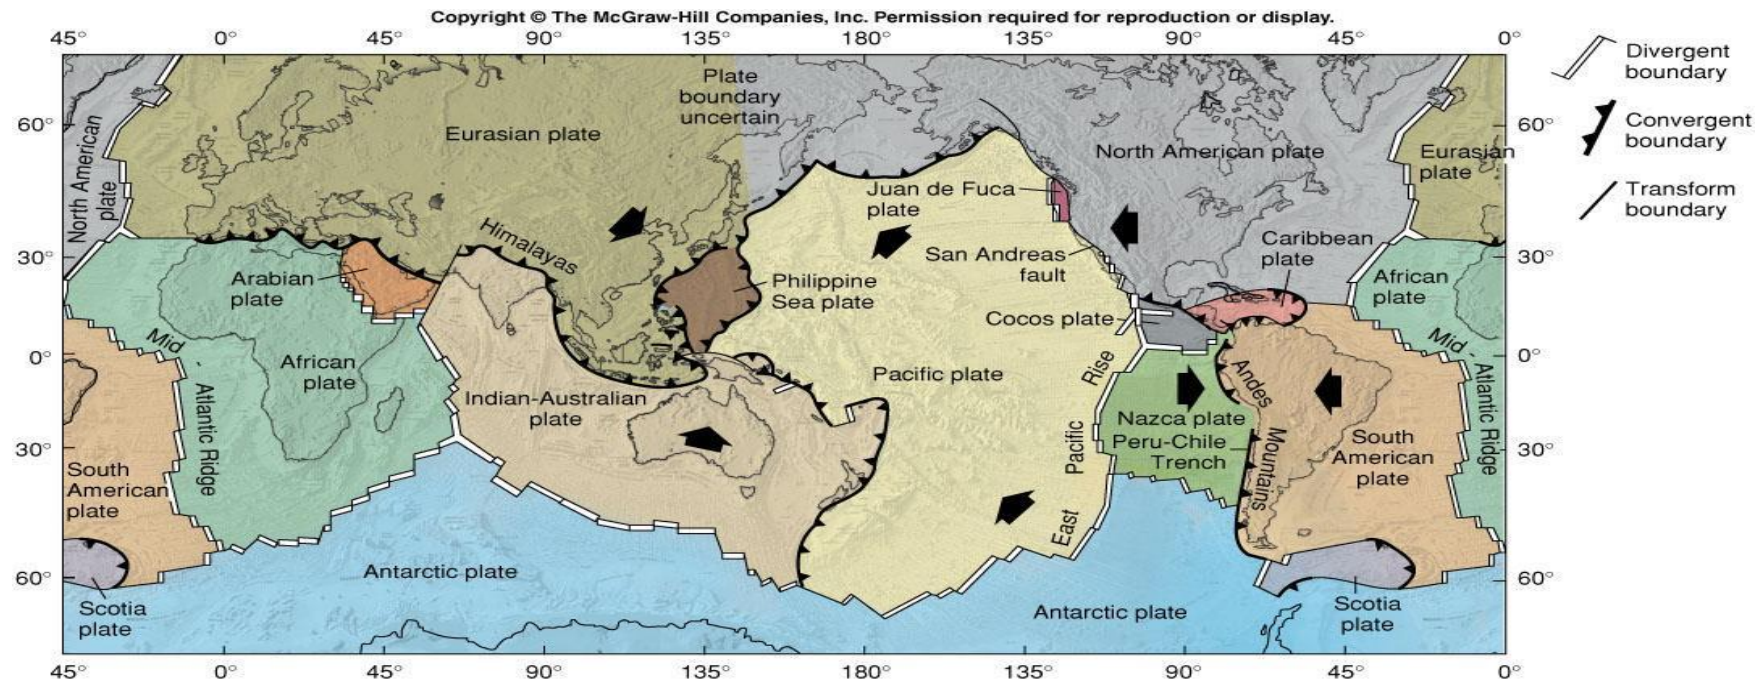 Copyright © The McGraw-Hill Companies, Inc. Permission required for reproduction or display.
45° 0° 45° 90° 135° 180° 135° 90° 45° 0°
Divergent
boundary
Convergent
boundary
Transform
boundary
60°
30°
0°
30°
60°
North American
plate
Eurasian plate
Plate
boundary
uncertain
North American plate
Eurasian
plate
60°
30°
0°
30°
60°
Juan de Fuca
plate
San Andreas
fault
Caribbean
plate
Himalayas
Arabian
plate
Philippine
Sea plate
Cocos plate
African
plate
Mid - Atlantic Ridge
African
plate
Indian-Australian
plate
Pacific plate
East Pacific Rise
Nazca plate
Peru-Chile
Trench
Andes
Mountains
South
American
plate
Mid - Atlantic Ridge
South
American
plate
Antarctic plate
Antarctic plate
Scotia
plate
Scotia
plate
45° 0° 45° 90° 135° 180° 135° 90° 45° 0°